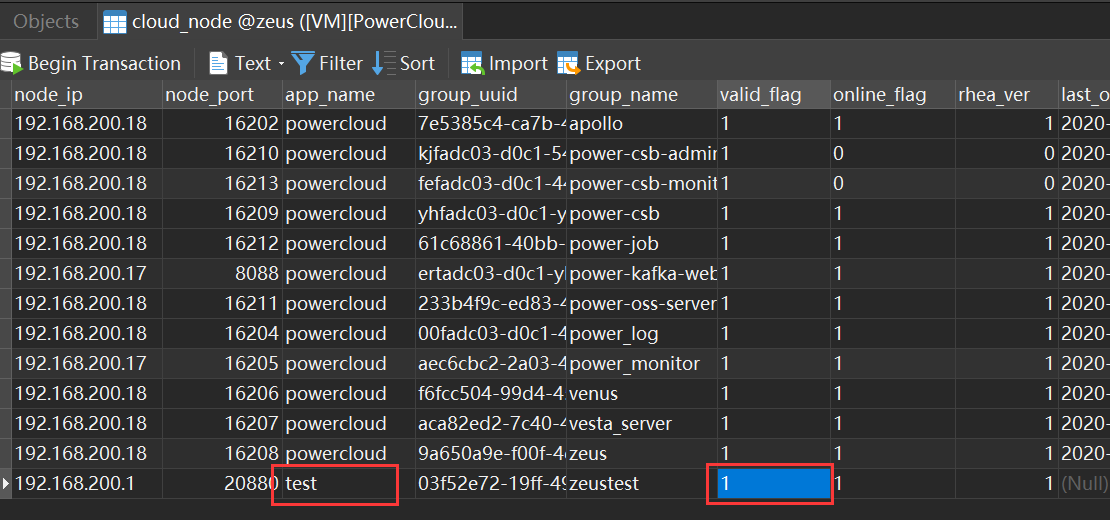 Objects cloud_node @zeus ([VM][PowerClou...
Begin Transaction Text Filter Sort Import Export
node_ip node_port app_name group_uuid group_name valid_flag online_flag rhea_ver last_o
192.168.200.18 16202 powercloud 7e5385c4-ca7b-4 apollo 1 1 1 2020-
192.168.200.18 16210 powercloud kjfadc03-d0c1-54 power-csb-admin 1 0 0 2020-
192.168.200.18 16213 powercloud fefadc03-d0c1-44 power-csb-monit 1 0 0 2020-
192.168.200.18 16209 powercloud yhfadc03-d0c1-y power-csb 1 1 1 2020-
192.168.200.18 16212 powercloud 61c68861-40bb- power-job 1 1 1 2020-
192.168.200.17 8088 powercloud ertadc03-d0c1-y power-kafka-web 1 1 1 2020-
192.168.200.18 16211 powercloud 233b4f9c-ed83-4 power-oss-server 1 1 1 2020-
192.168.200.18 16204 powercloud 00fadc03-d0c1-4 power_log 1 1 1 2020-
192.168.200.17 16205 powercloud aec6cbc2-2a03-4 power_monitor 1 1 1 2020-
192.168.200.18 16206 powercloud f6fcc504-99d4-4 venus 1 1 1 2020-
192.168.200.18 16207 powercloud aca82ed2-7c40-4 vesta_server 1 1 1 2020-
192.168.200.18 16208 powercloud 9a650a9e-f00f-4 zeus 1 1 1 2020-
192.168.200.1 20880 test 03f52e72-19ff-49 zeustest 1 1 1 (Null)